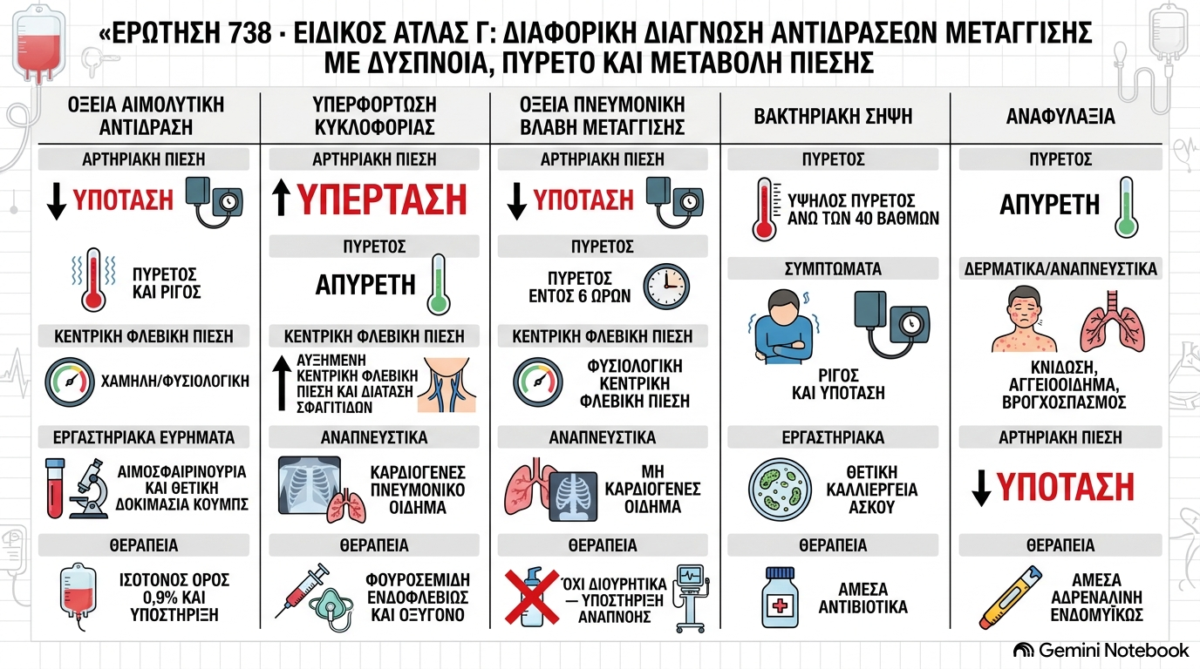 «ΕΡΩΤΗΣΗ 738 · ΕΙΔΙΚΟΣ ΑΤΛΑΣ Γ: ΔΙΑΦΟΡΙΚΗ ΔΙΑΓΝΩΣΗ ΑΝΤΙΔΡΑΣΕΩΝ ΜΕΤΑΓΓΙΣΗΣ
ΜΕ ΔΥΣΠΝΟΙΑ, ΠΥΡΕΤΟ ΚΑΙ ΜΕΤΑΒΟΛΗ ΠΙΕΣΗΣ
ΟΞΕΙΑ ΑΙΜΟΛΥΤΙΚΗ
ΑΝΤΙΔΡΑΣΗ
ΑΡΤΗΡΙΑΚΗ ΠΙΕΣΗ
ΥΠΟΤΑΣΗ
ΠΥΡΕΤΟΣ
ΚΑΙ ΡΙΓΟΣ
ΚΕΝΤΡΙΚΗ ΦΛΕΒΙΚΗ ΠΙΕΣΗ
ΧΑΜΗΛΗ/ΦΥΣΙΟΛΟΓΙΚΗ
ΕΡΓΑΣΤΗΡΙΑΚΑ ΕΥΡΗΜΑΤΑ
ΑΙΜΟΣΦΑΙΡΙΝΟΥΡΙΑ
ΚΑΙ ΘΕΤΙΚΗ
ΔΟΚΙΜΑΣΙΑ ΚΟΥΜΠΣ
ΘΕΡΑΠΕΙΑ
ΙΣΟΤΟΝΟΣ ΟΡΟΣ
0,9% ΚΑΙ
ΥΠΟΣΤΗΡΙΞΗ
ΥΠΕΡΦΟΡΤΩΣΗ
ΚΥΚΛΟΦΟΡΙΑΣ
ΑΡΤΗΡΙΑΚΗ ΠΙΕΣΗ
ΥΠΕΡΤΑΣΗ
ΠΥΡΕΤΟΣ
ΑΠΥΡΕΤΗ
ΚΕΝΤΡΙΚΗ ΦΛΕΒΙΚΗ ΠΙΕΣΗ
ΑΥΞΗΜΕΝΗ
ΚΕΝΤΡΙΚΗ ΦΛΕΒΙΚΗ
ΠΙΕΣΗ ΚΑΙ ΔΙΑΤΑΣΗ
ΣΦΑΓΙΤΙΔΩΝ
ΑΝΑΠΝΕΥΣΤΙΚΑ
ΚΑΡΔΙΟΓΕΝΕΣ
ΠΝΕΥΜΟΝΙΚΟ
ΟΙΔΗΜΑ
ΘΕΡΑΠΕΙΑ
ΦΟΥΡΟΣΕΜΙΔΗ
ΕΝΔΟΦΛΕΒΙΩΣ
ΚΑΙ ΟΞΥΓΟΝΟ
ΟΞΕΙΑ ΠΝΕΥΜΟΝΙΚΗ
ΒΛΑΒΗ ΜΕΤΑΓΓΙΣΗΣ
ΑΡΤΗΡΙΑΚΗ ΠΙΕΣΗ
ΥΠΟΤΑΣΗ
ΠΥΡΕΤΟΣ
ΠΥΡΕΤΟΣ
ΕΝΤΟΣ 6 ΩΡΩΝ
ΚΕΝΤΡΙΚΗ ΦΛΕΒΙΚΗ ΠΙΕΣΗ
ΦΥΣΙΟΛΟΓΙΚΗ
ΚΕΝΤΡΙΚΗ
ΦΛΕΒΙΚΗ ΠΙΕΣΗ
ΑΝΑΠΝΕΥΣΤΙΚΑ
ΜΗ
ΚΑΡΔΙΟΓΕΝΕΣ
ΟΙΔΗΜΑ
ΘΕΡΑΠΕΙΑ
ΌΧΙ ΔΙΟΥΡΗΤΙΚΑ
— ΥΠΟΣΤΗΡΙΞΗ
ΑΝΑΠΝΟΗΣ
ΒΑΚΤΗΡΙΑΚΗ ΣΗΨΗ
ΠΥΡΕΤΟΣ
ΥΨΗΛΟΣ ΠΥΡΕΤΟΣ
ΑΝΩ ΤΩΝ 40 ΒΑΘΜΩΝ
ΣΥΜΠΤΩΜΑΤΑ
ΡΙΓΟΣ
ΚΑΙ ΥΠΟΤΑΣΗ
ΕΡΓΑΣΤΗΡΙΑΚΑ
ΘΕΤΙΚΗ
ΚΑΛΛΙΕΡΓΕΙΑ
ΑΣΚΟΥ
ΘΕΡΑΠΕΙΑ
ΑΜΕΣΑ
ΑΝΤΙΒΙΟΤΙΚΑ
ΑΝΑΦΥΛΑΞΙΑ
ΠΥΡΕΤΟΣ
ΑΠΥΡΕΤΗ
ΔΕΡΜΑΤΙΚΑ/ΑΝΑΠΝΕΥΣΤΙΚΑ
ΚΝΙΔΩΣΗ,
ΑΓΓΕΙΟΟΙΔΗΜΑ,
ΒΡΟΓΧΟΣΠΑΣΜΟΣ
ΑΡΤΗΡΙΑΚΗ ΠΙΕΣΗ
ΥΠΟΤΑΣΗ
ΘΕΡΑΠΕΙΑ
ΑΜΕΣΑ
ΑΔΡΕΝΑΛΙΝΗ
ΕΝΔΟΜΥΪΚΩΣ
Gemini Notebook